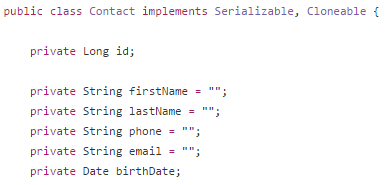 public class Contact implements Serializable, Cloneable {
private Long id;
private String firstName = "";
private String lastName = "";
private String phone = "";
private String email = "";
private Date birthDate;